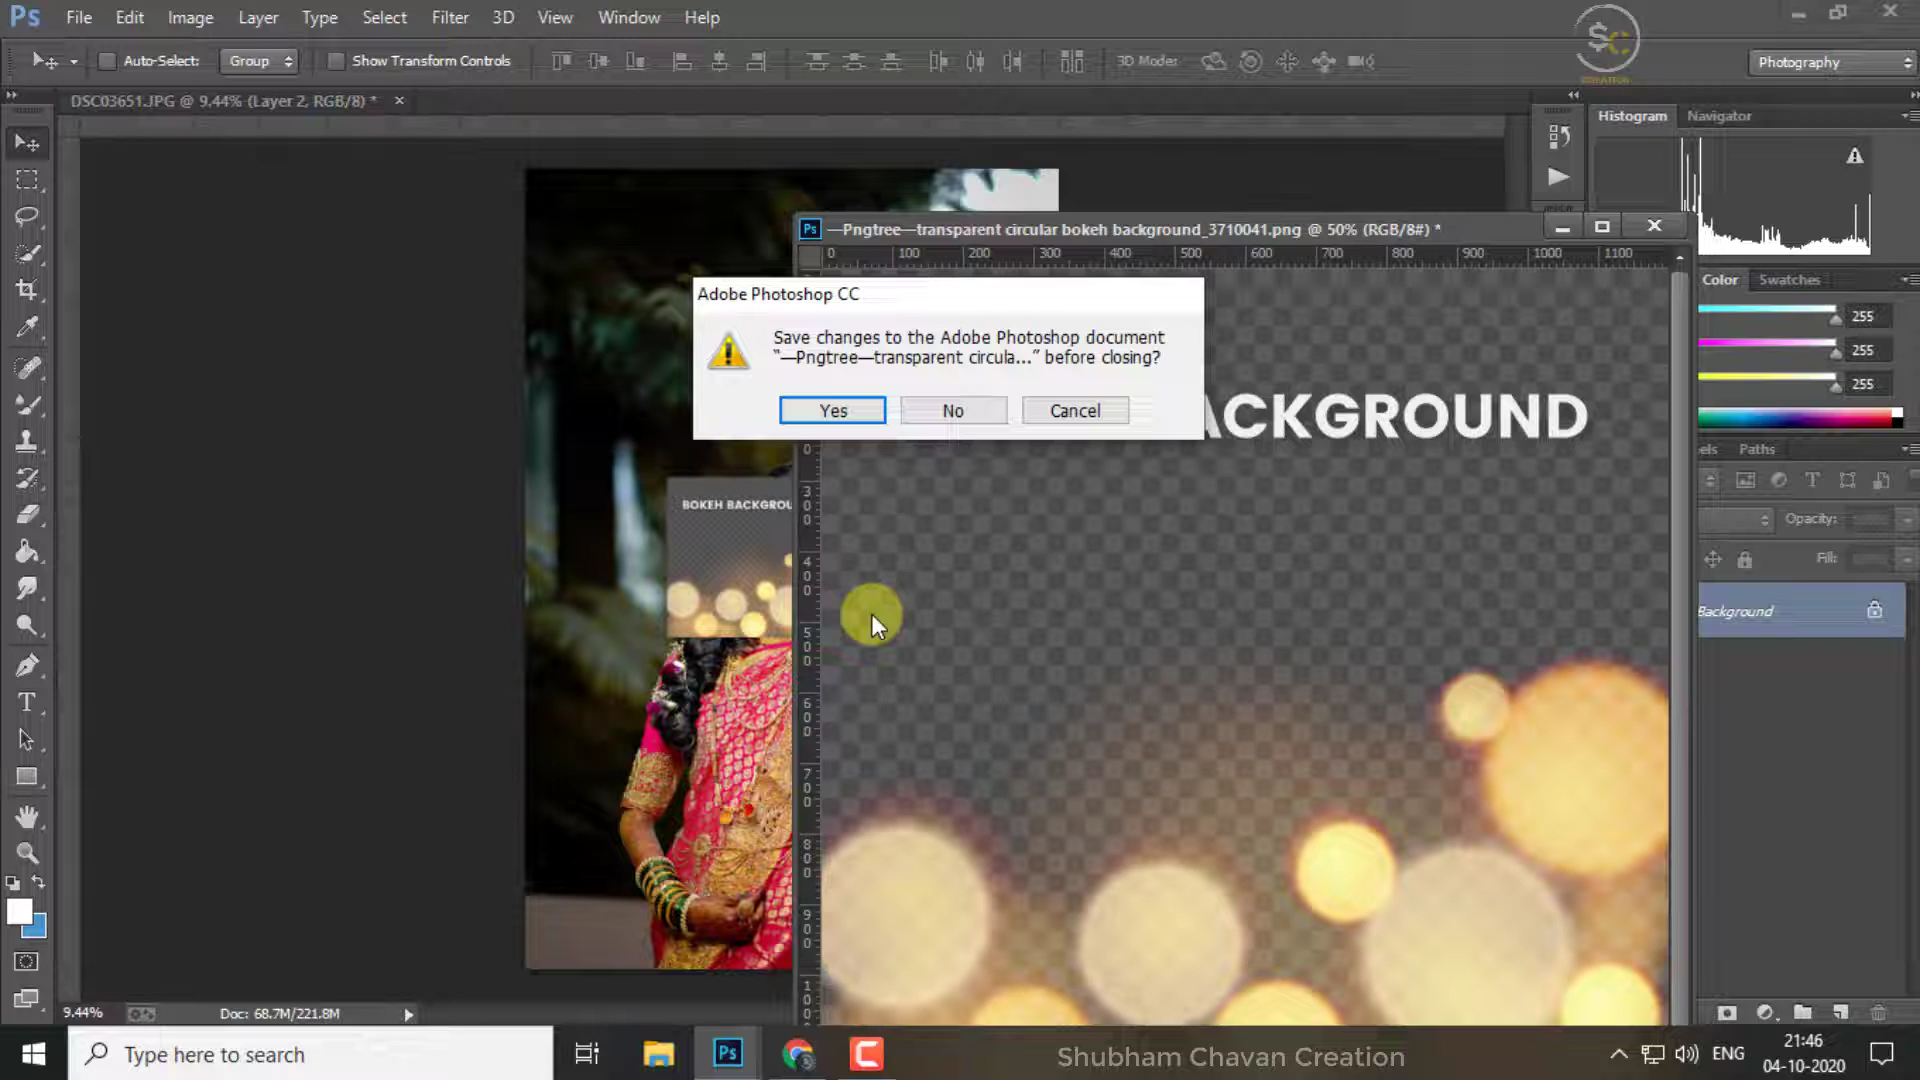 Ps File Edit Image Layer Type Select Filter 3D View Window Help
Auto-Select: Group Show Transform Controls 3D Mode: Photography
DSC03651.JPG @ 9.44% (Layer 2, RGB/8) * ×
Histogram Navigator
Ps —Pngtree—transparent circular bokeh background_3710041.png @ 50% (RGB/8#) *
0 100 200 300 400 500 600 700 800 900 1000 1100
Color Swatches
255
255
255
Adobe Photoshop CC
Save changes to the Adobe Photoshop document
“—Pngtree—transparent circula...” before closing?
Yes No Cancel
ACKGROUND
els Paths
BOKEH BACKGROU
Opacity:
Fill:
Background
9.44% Doc: 68.7M/221.8M
Type here to search
Ps
Shubham Chavan Creation
ENG
21:46
04-10-2020